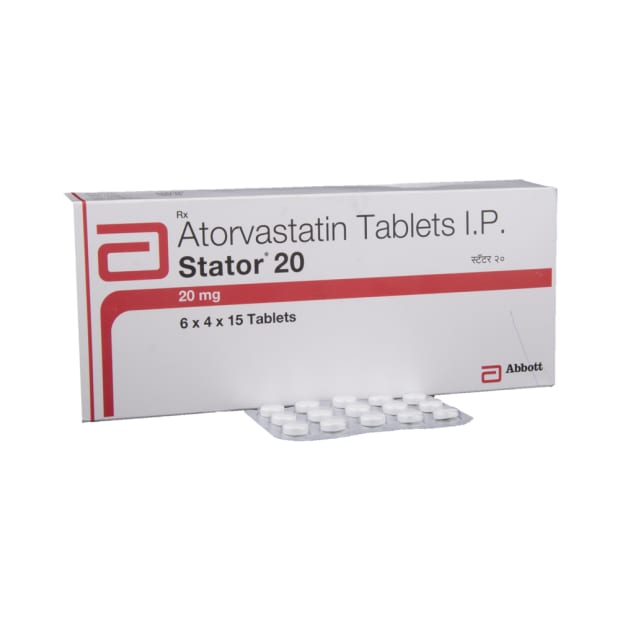 Rx
Atorvastatin Tablets I.P.
Stator® 20
स्टॅटर २०
20 mg
6 x 4 x 15 Tablets
Abbott